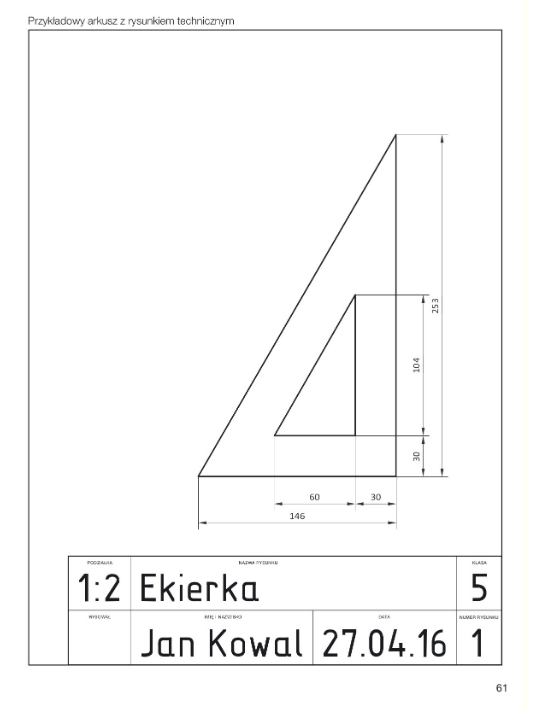 Przykładowy arkusz z rysunkiem technicznym
253
104
30
60
30
146
PODZIAŁKA
NAZWA RYSUNKU
KLASA
1:2
Ekierka
5
RYSOWAŁ
IMIĘ I NAZWISKO
DATA
NUMER RYSUNKU
Jan Kowal
27.04.16
1
61